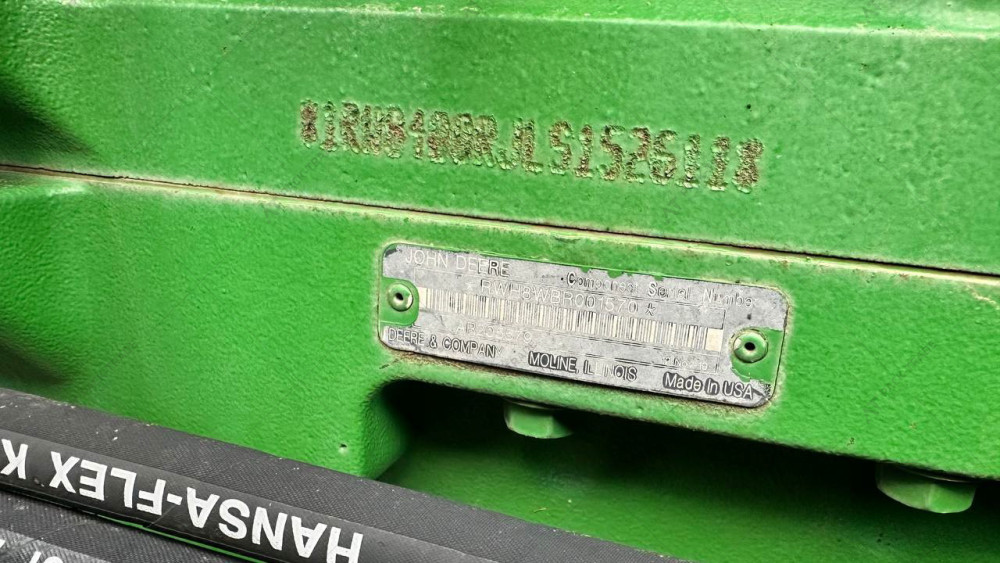 *1RW8400RJLS152611*
JOHN DEERE Component Serial Number
DEERE & COMPANY MOLINE, ILLINOIS Made In USA
HANSA-FLEX K